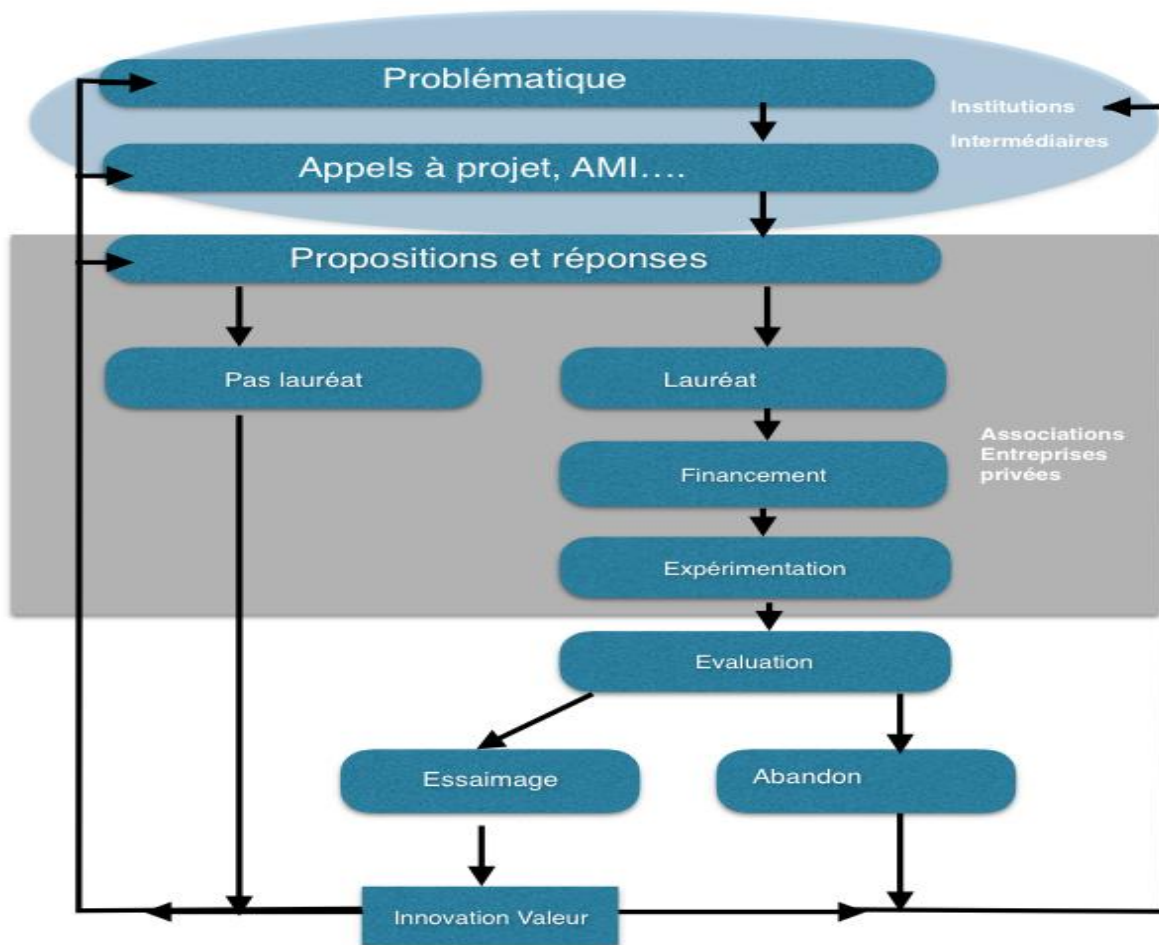 Problématique
Institutions
Intermédiaires
Appels à projet, AMI....
Propositions et réponses
Pas lauréat
Lauréat
Associations
Entreprises
privées
Financement
Expérimentation
Evaluation
Essaimage
Abandon
Innovation Valeur